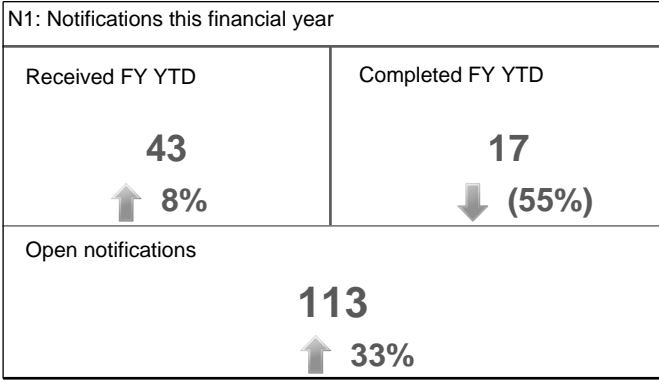 N1: Notifications this financial year
Received FY YTD
43
8%
Completed FY YTD
17
(55%)
Open notifications
113
33%